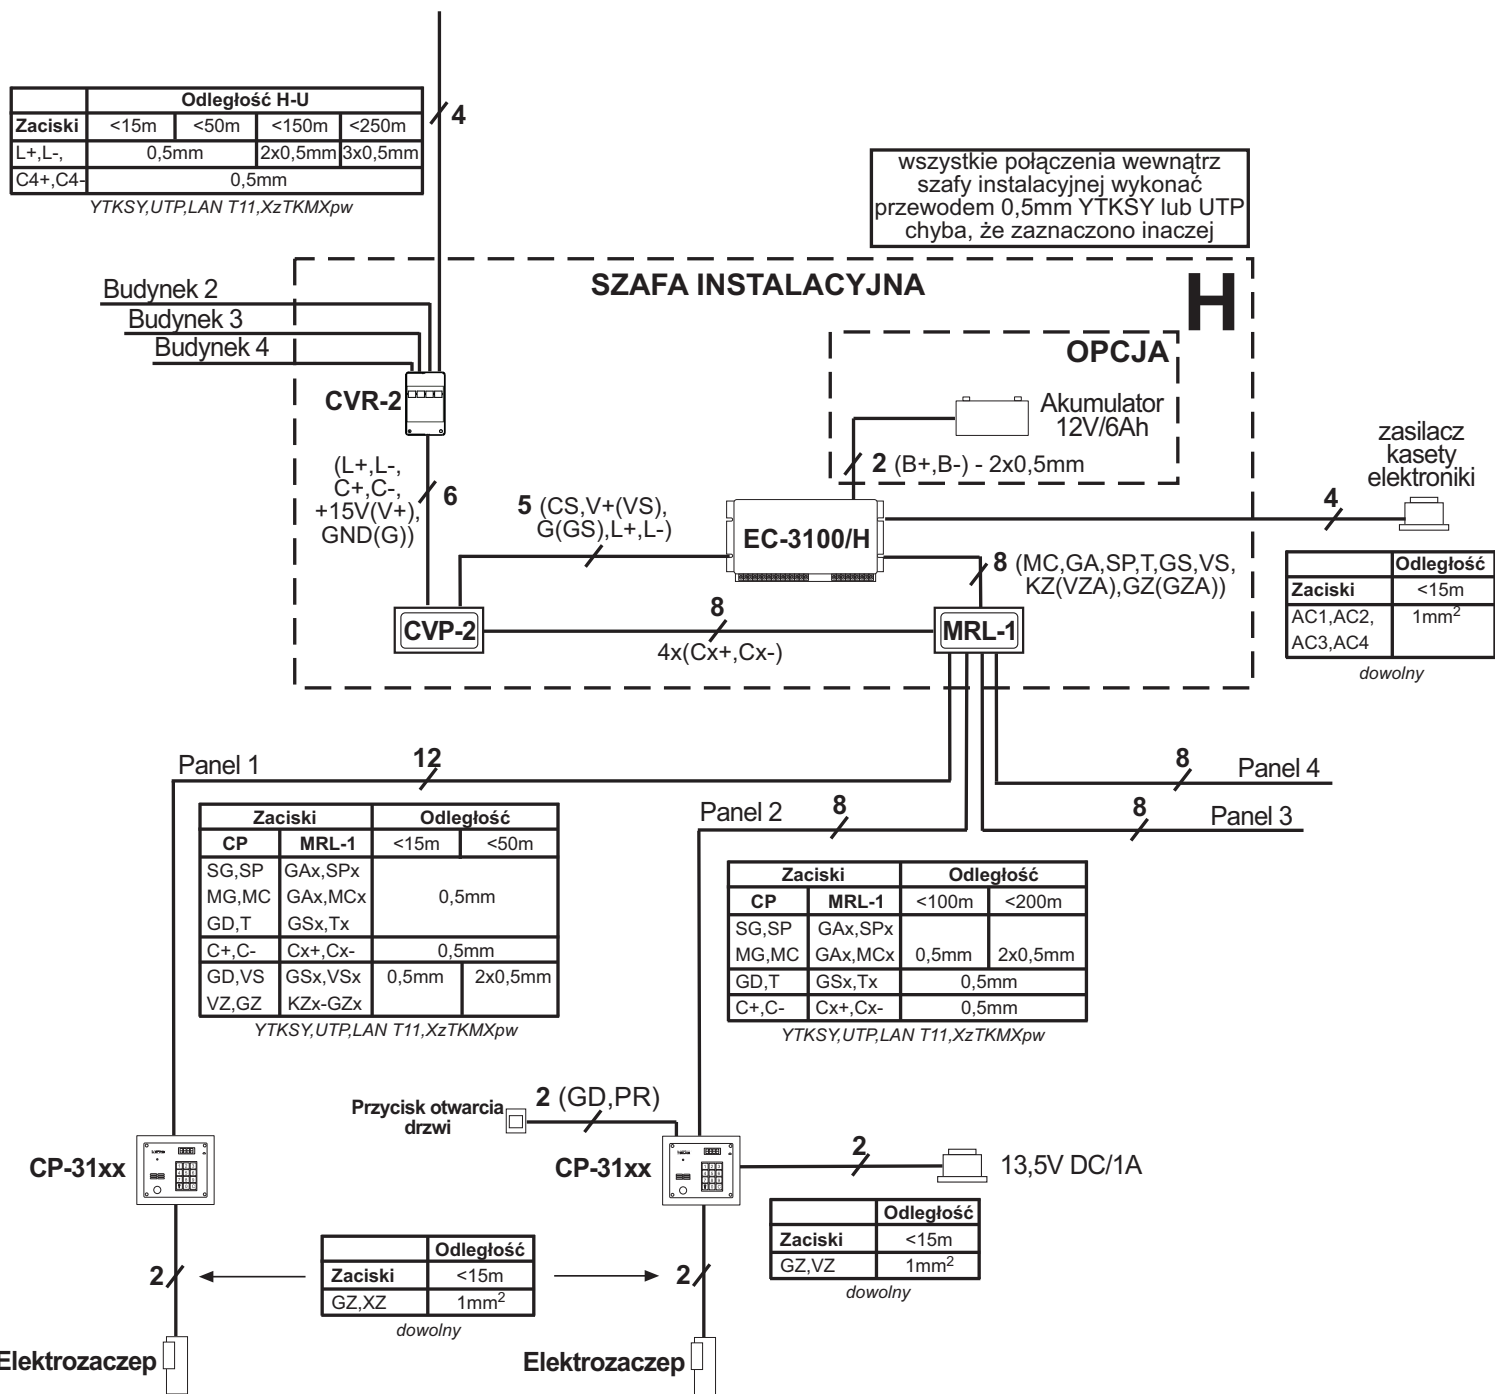 Odległość H-U
Zaciski <15m <50m <150m <250m
L+,L-, 0,5mm 2x0,5mm 3x0,5mm
C4+,C4- 0,5mm
YTKSY,UTP,LAN T11,XzTKMXpw
4
wszystkie połączenia wewnątrz
szafy instalacyjnej wykonać
przewodem 0,5mm YTKSY lub UTP
chyba, że zaznaczono inaczej
SZAFA INSTALACYJNA
H
Budynek 2
Budynek 3
Budynek 4
CVR-2
OPCJA
Akumulator
12V/6Ah
2 (B+,B-) - 2x0,5mm
zasilacz
kasety
elektroniki
4
(L+,L-,
C+,C-,
+15V(V+),
GND(G))
6
5 (CS,V+(VS),
G(GS),L+,L-)
EC-3100/H
8 (MC,GA,SP,T,GS,VS,
KZ(VZA),GZ(GZA))
Odległość
Zaciski <15m
AC1,AC2, 1mm2
AC3,AC4
dowolny
CVP-2
8
4x(Cx+,Cx-)
MRL-1
Panel 1
12
8
Panel 4
Panel 2
8
8
Panel 3
Zaciski Odległość
CP MRL-1 <15m <50m
SG,SP GAx,SPx
MG,MC GAx,MCx 0,5mm
GD,T GSx,Tx
C+,C- Cx+,Cx- 0,5mm
GD,VS GSx,VSx 0,5mm 2x0,5mm
VZ,GZ KZx-GZx
YTKSY,UTP,LAN T11,XzTKMXpw
Zaciski Odległość
CP MRL-1 <100m <200m
SG,SP GAx,SPx
MG,MC GAx,MCx 0,5mm 2x0,5mm
GD,T GSx,Tx 0,5mm
C+,C- Cx+,Cx- 0,5mm
YTKSY,UTP,LAN T11,XzTKMXpw
Przycisk otwarcia
drzwi
2 (GD,PR)
CP-31xx
CP-31xx
2
13,5V DC/1A
Odległość
Zaciski <15m
GZ,VZ 1mm2
dowolny
2
Odległość
Zaciski <15m
GZ,XZ 1mm2
dowolny
2
Elektrozaczep
Elektrozaczep